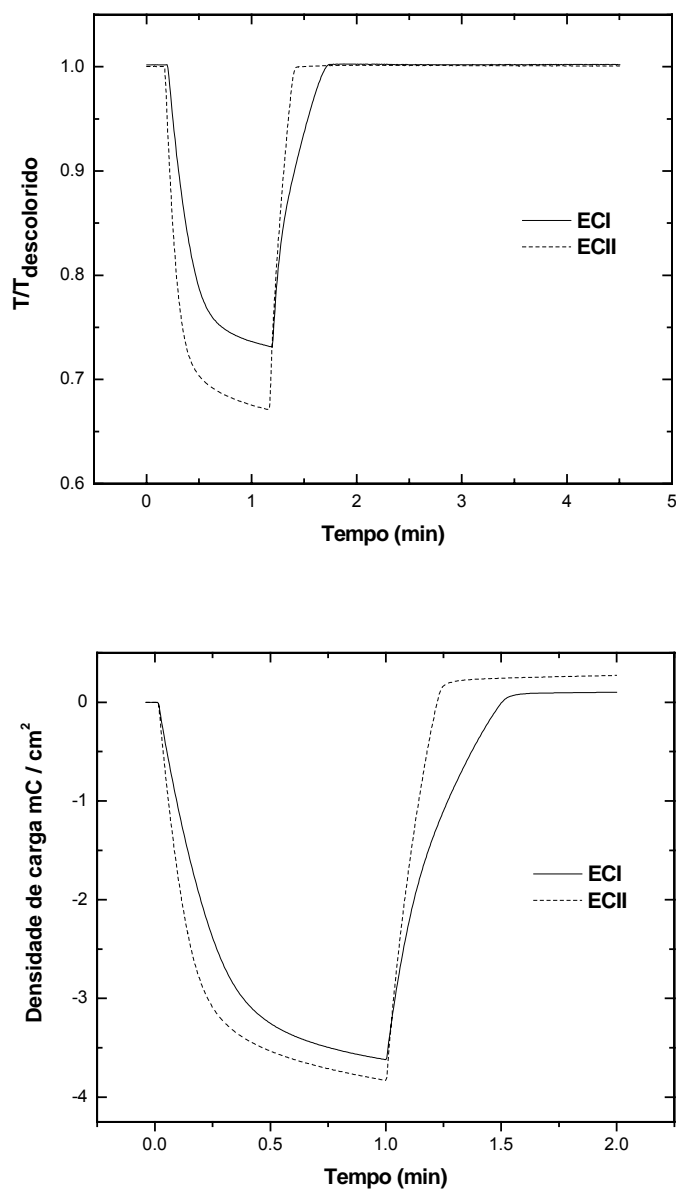 1.0
0.9
0.8
0.7
0.6
T/Tdescolorido
ECI
ECII
0 1 2 3 4 5
Tempo (min)
0
-1
-2
-3
-4
Densidade de carga mC / cm²
ECI
ECII
0.0 0.5 1.0 1.5 2.0
Tempo (min)